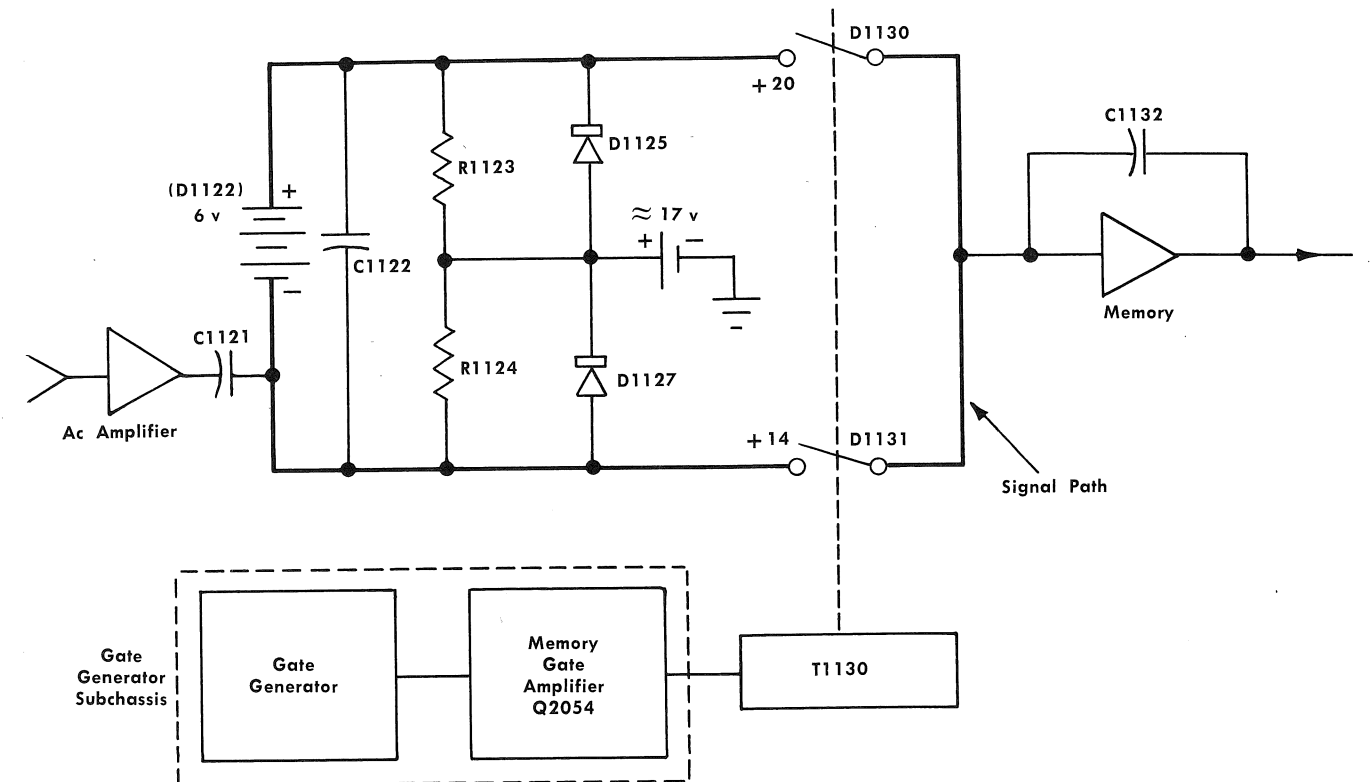 D1130
+20
C1132
D1125
R1123
(D1122) +
6 v
≈ 17 v
+ −
C1122
−
Memory
C1121
R1124
D1127
Ac Amplifier
+14
D1131
Signal Path
Gate
Generator
Subchassis
Gate
Generator
Memory
Gate
Amplifier
Q2054
T1130